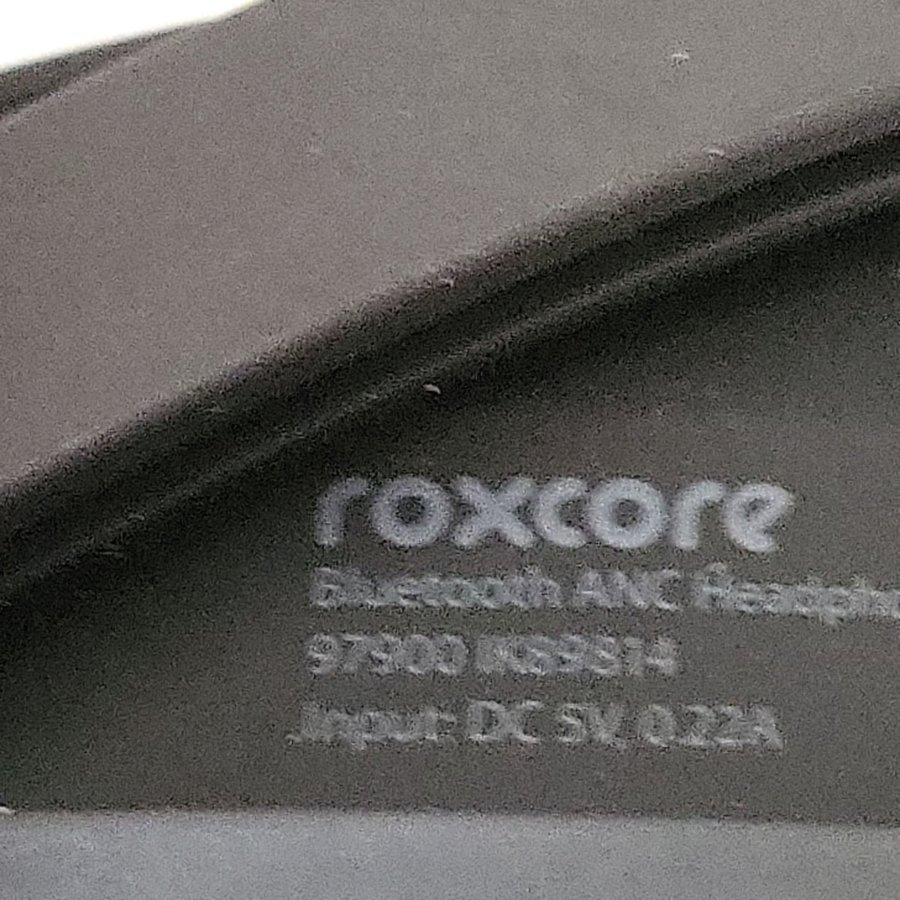 roxcore
Bluetooth ANC
Input: DC 5V, 0.22A